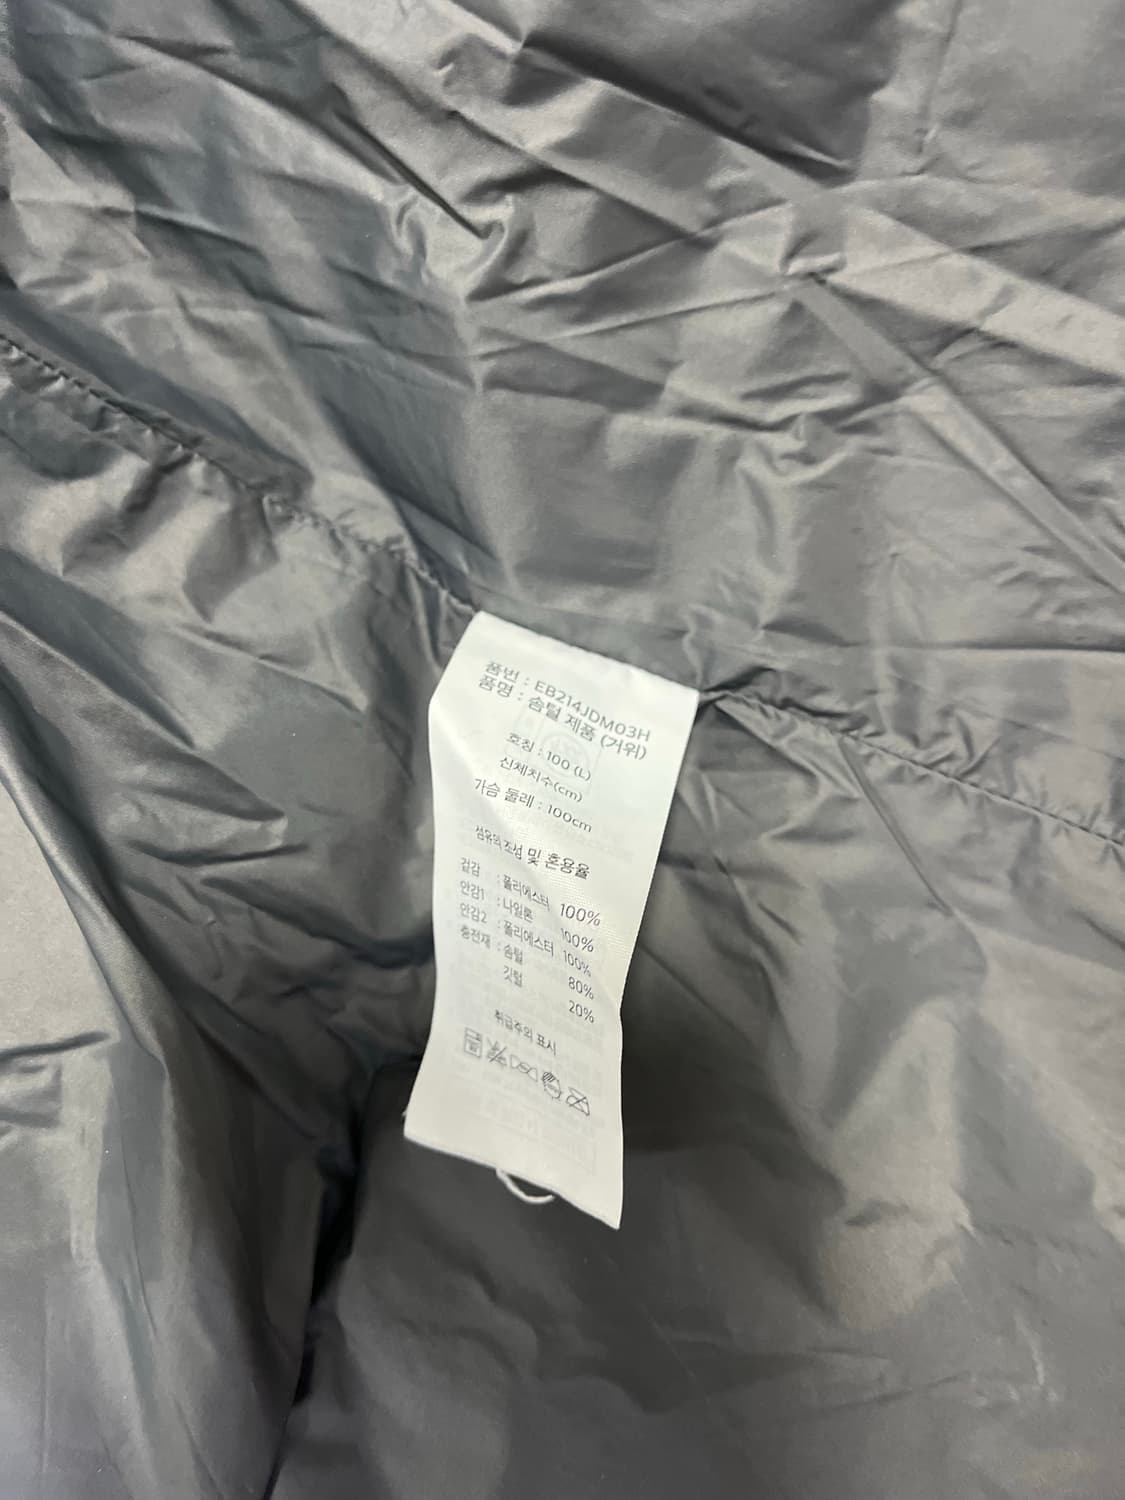 품번 : EB214JDM03H
품명 : 솜털 제품 (거위)
호칭 : 100 (L)
신체치수(cm)
가슴 둘레 : 100cm
섬유의 조성 및 혼용율
겉감 : 폴리에스터 100%
안감1 : 나일론 100%
안감2 : 폴리에스터 100%
충전재 : 솜털 80%
깃털 20%
취급주의 표시